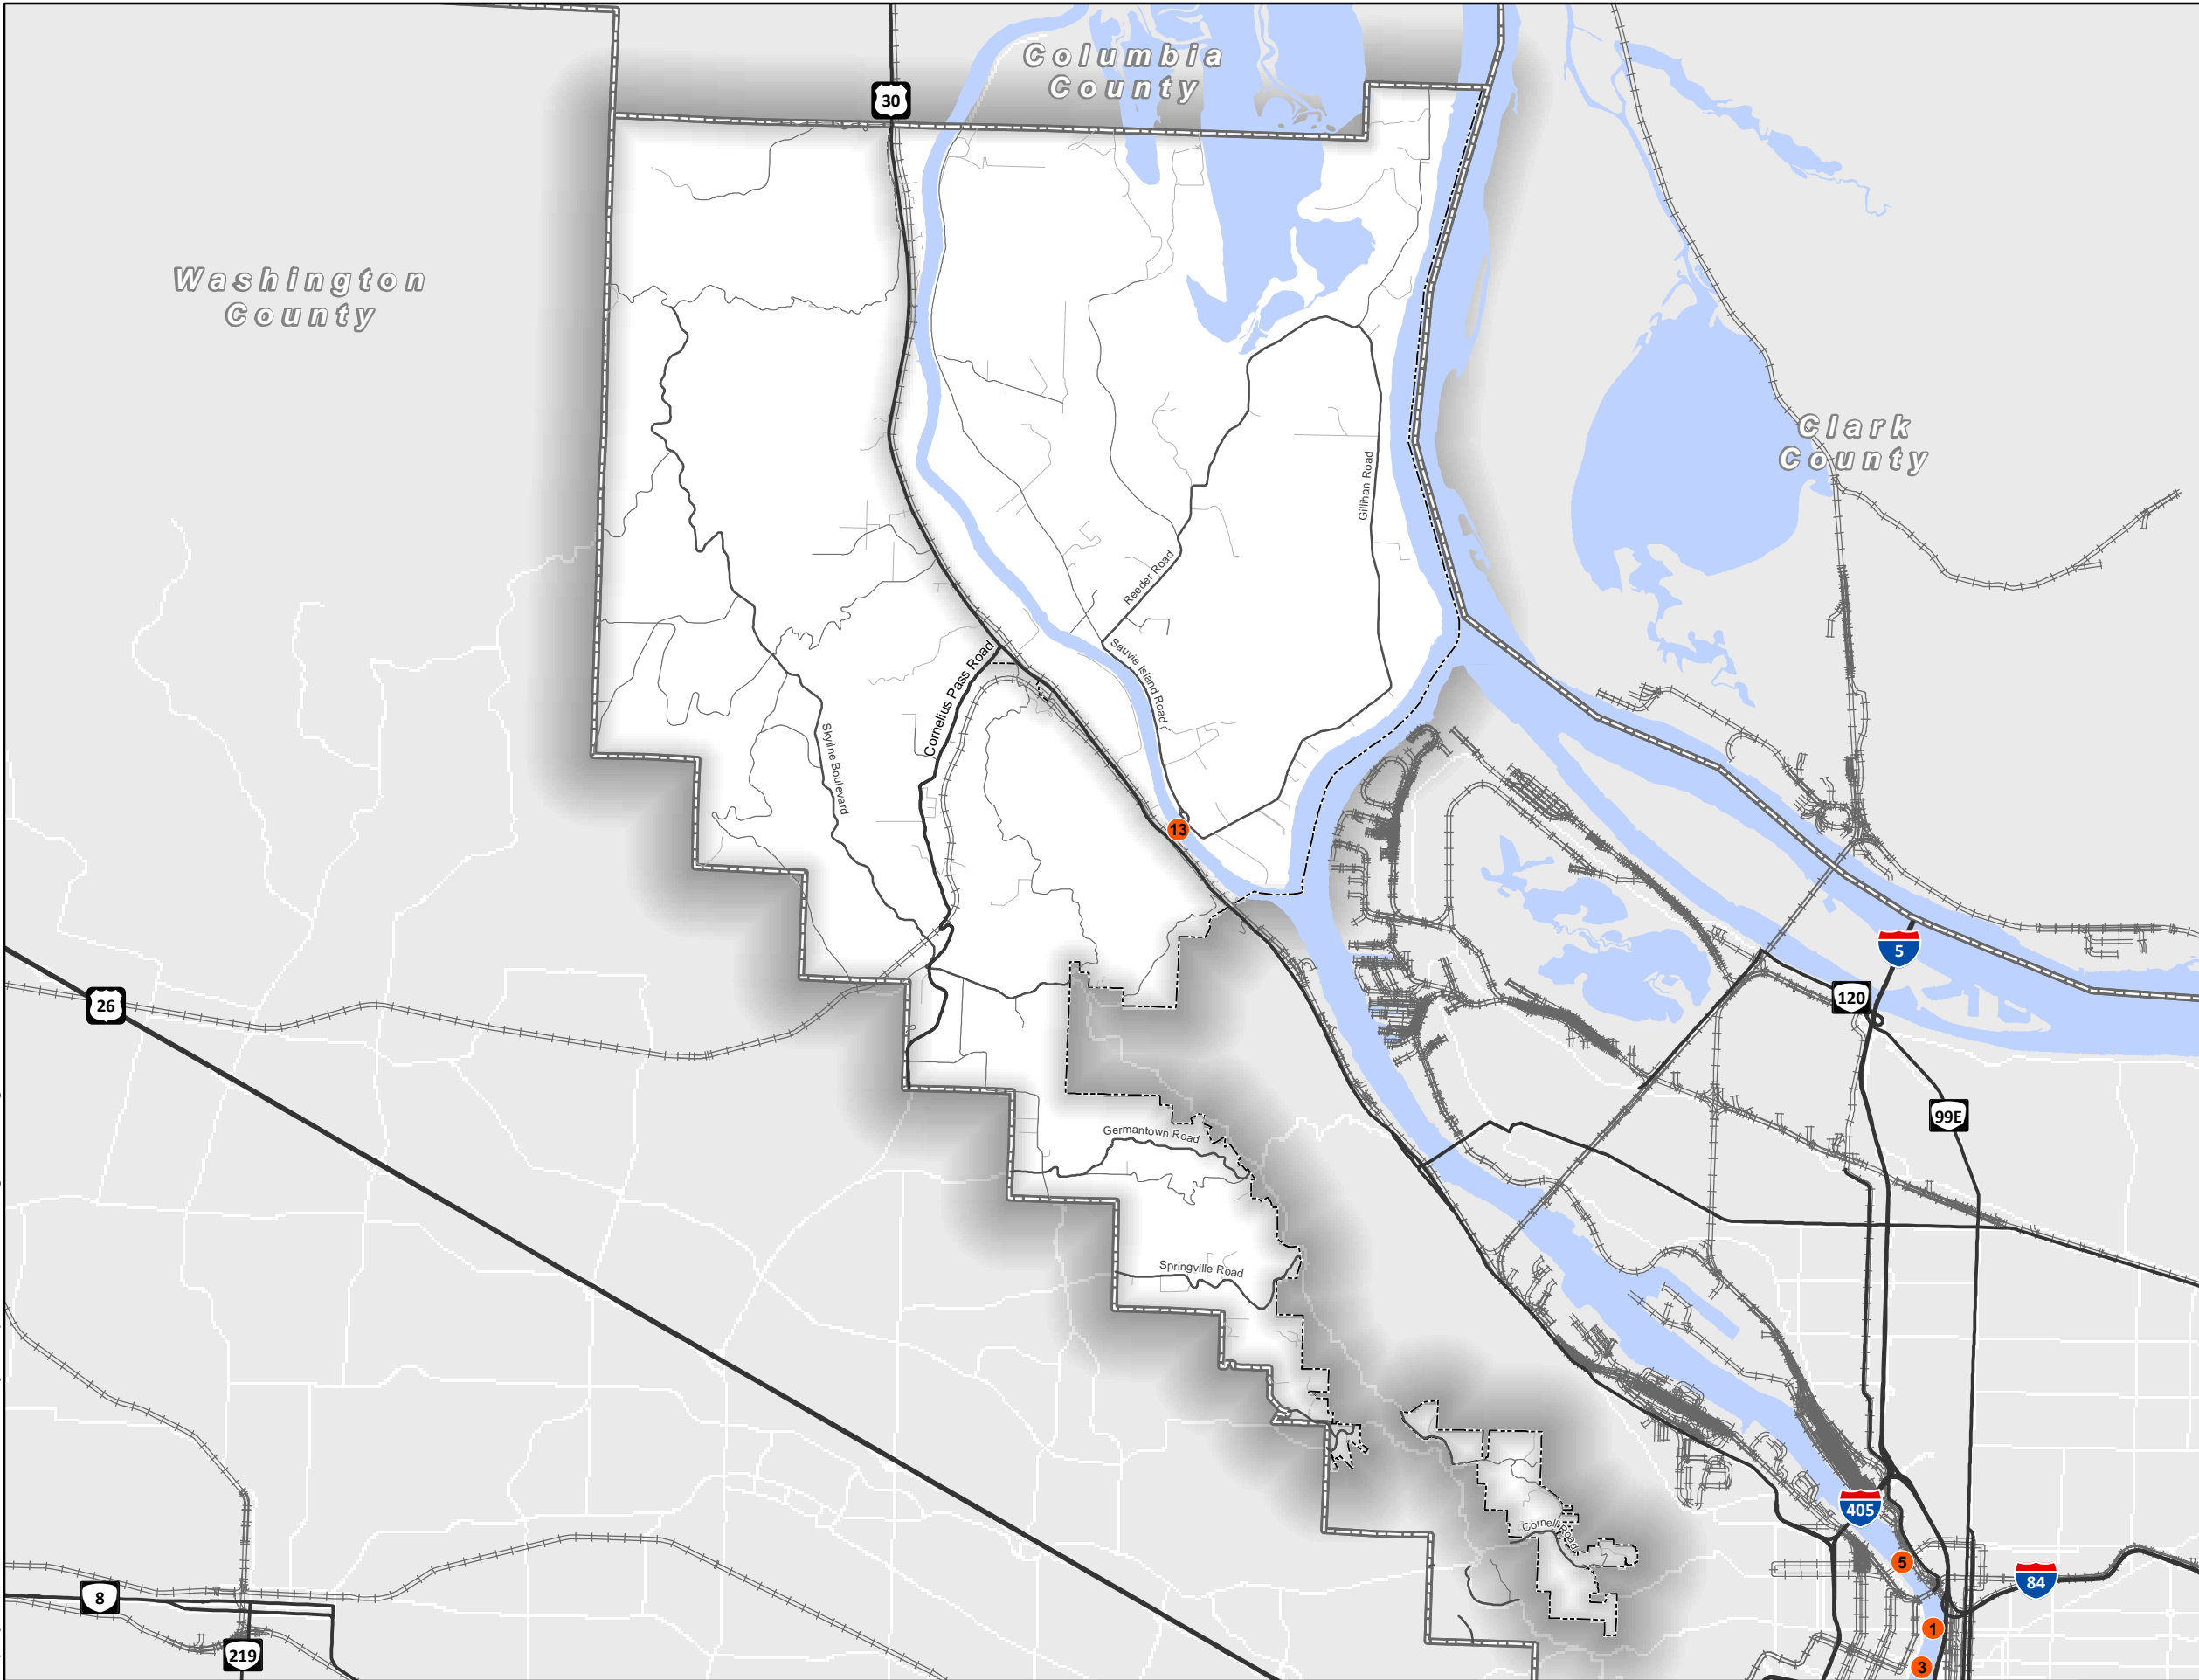 Columbia
County
30
Washington
County
Clark
County
Gillihan Road
Reeder Road
Sauvie Island Road
Cornelius Pass Road
Skyline Boulevard
13
5
120
26
99E
Germantown Road
Springville Road
405
Cornell Road
5
84
8
1
219
3